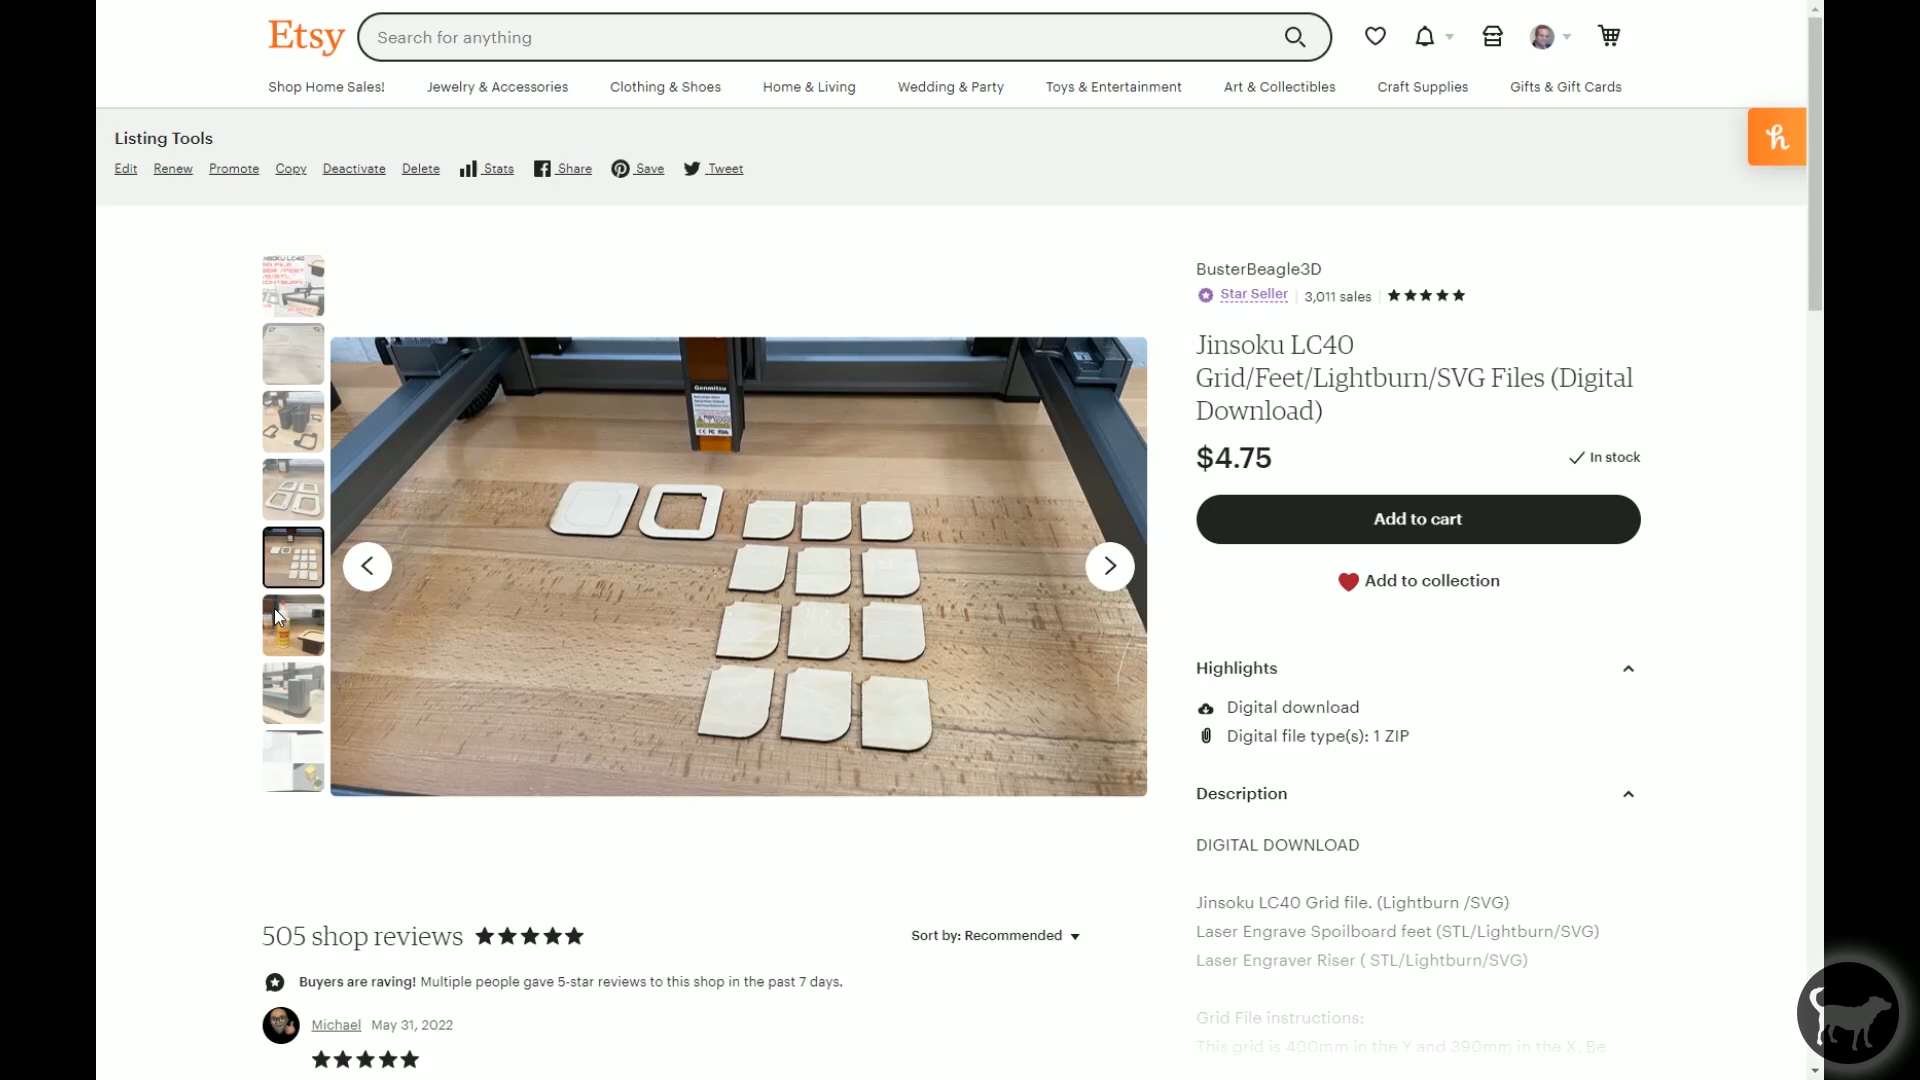 Etsy
Search for anything
Shop Home Sales!
Jewelry & Accessories
Clothing & Shoes
Home & Living
Wedding & Party
Toys & Entertainment
Art & Collectibles
Craft Supplies
Gifts & Gift Cards
Listing Tools
Edit
Renew
Promote
Copy
Deactivate
Delete
Stats
Share
Save
Tweet
h
Genmitsu
BusterBeagle3D
Star Seller
3,011 sales
Jinsoku LC40
Grid/Feet/Lightburn/SVG Files (Digital
Download)
$4.75
In stock
Add to cart
Add to collection
Highlights
Digital download
Digital file type(s): 1 ZIP
Description
DIGITAL DOWNLOAD
Jinsoku LC40 Grid file. (Lightburn /SVG)
Laser Engrave Spoilboard feet (STL/Lightburn/SVG)
Laser Engraver Riser ( STL/Lightburn/SVG)
Grid File instructions:
This grid is 400mm in the Y and 390mm in the X. Be
505 shop reviews
Sort by: Recommended
Buyers are raving! Multiple people gave 5-star reviews to this shop in the past 7 days.
Michael May 31, 2022